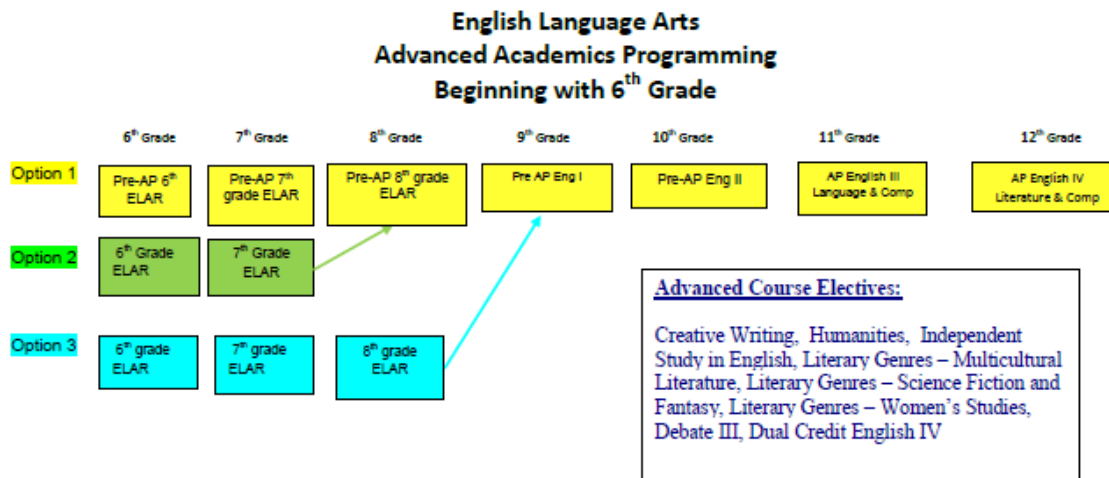 English Language Arts
Advanced Academics Programming
Beginning with 6th Grade
6th Grade 7th Grade 8th Grade 9th Grade 10th Grade 11th Grade 12th Grade
Option 1
Pre-AP 6th
ELAR
Pre-AP 7th
grade ELAR
Pre-AP 8th grade
ELAR
Pre AP Eng I
Pre-AP Eng II
AP English III
Language & Comp
AP English IV
Literature & Comp
Option 2
6th Grade
ELAR
7th Grade
ELAR
Option 3
6th grade
ELAR
7th grade
ELAR
8th grade
ELAR
Advanced Course Electives:
Creative Writing, Humanities, Independent
Study in English, Literary Genres – Multicultural
Literature, Literary Genres – Science Fiction and
Fantasy, Literary Genres – Women's Studies,
Debate III, Dual Credit English IV